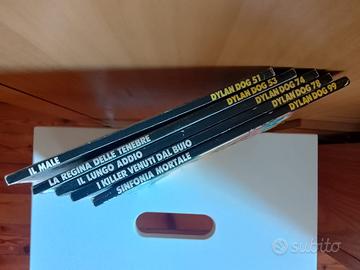 IL MALE DYLAN DOG 51
LA REGINA DELLE TENEBRE DYLAN DOG 53
IL LUNGO ADDIO DYLAN DOG 74
I KILLER VENUTI DAL BUIO DYLAN DOG 78
SINFONIA MORTALE DYLAN DOG 99
subito